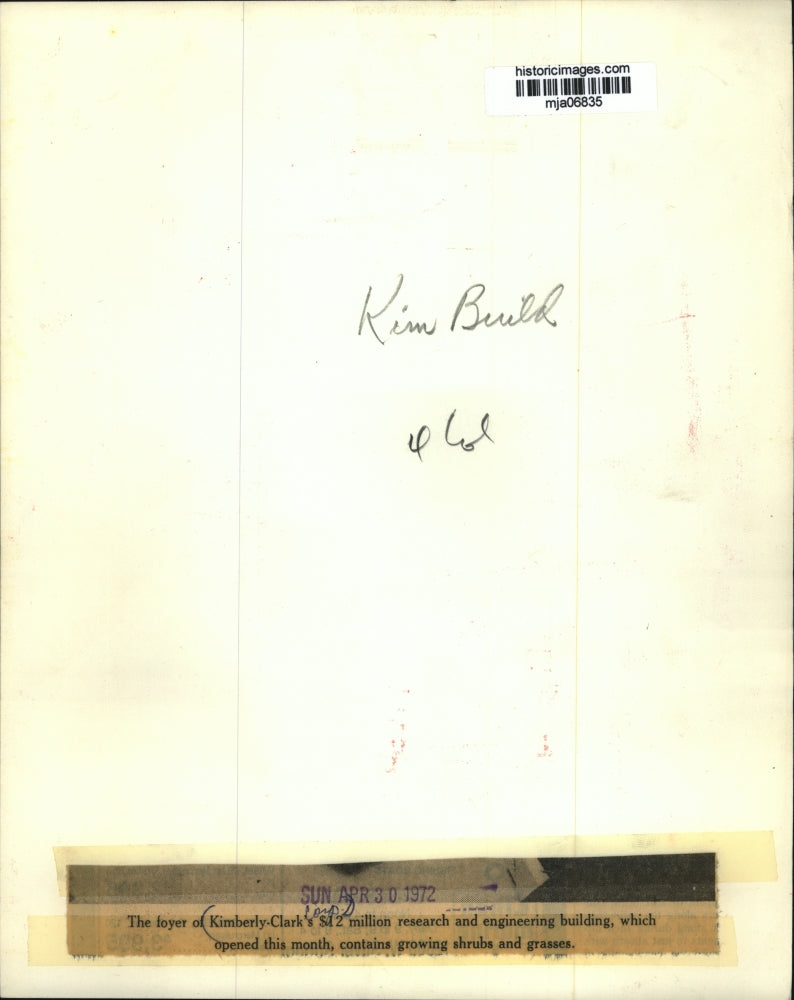 historicimages.com
mja06835
Kim Build
4 Col
SUN APR 30 1972
Corp's
The foyer of Kimberly-Clark's $12 million research and engineering building, which
opened this month, contains growing shrubs and grasses.